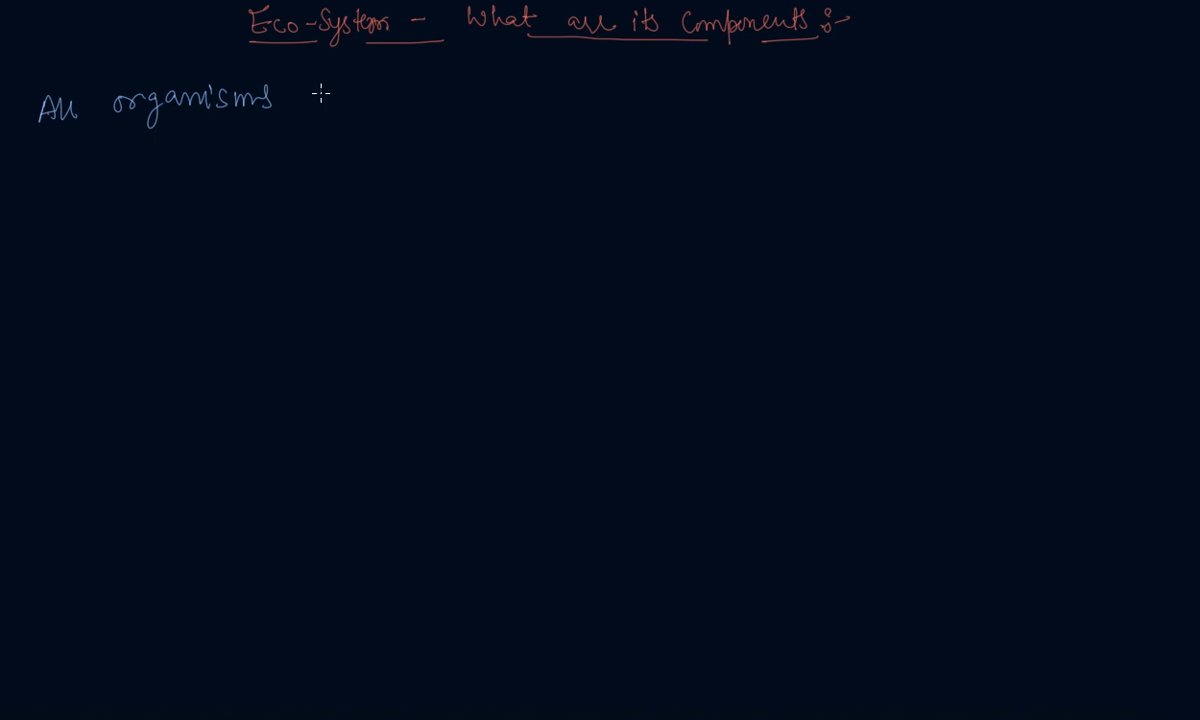 Eco-System - What are its Components :-
All organisms